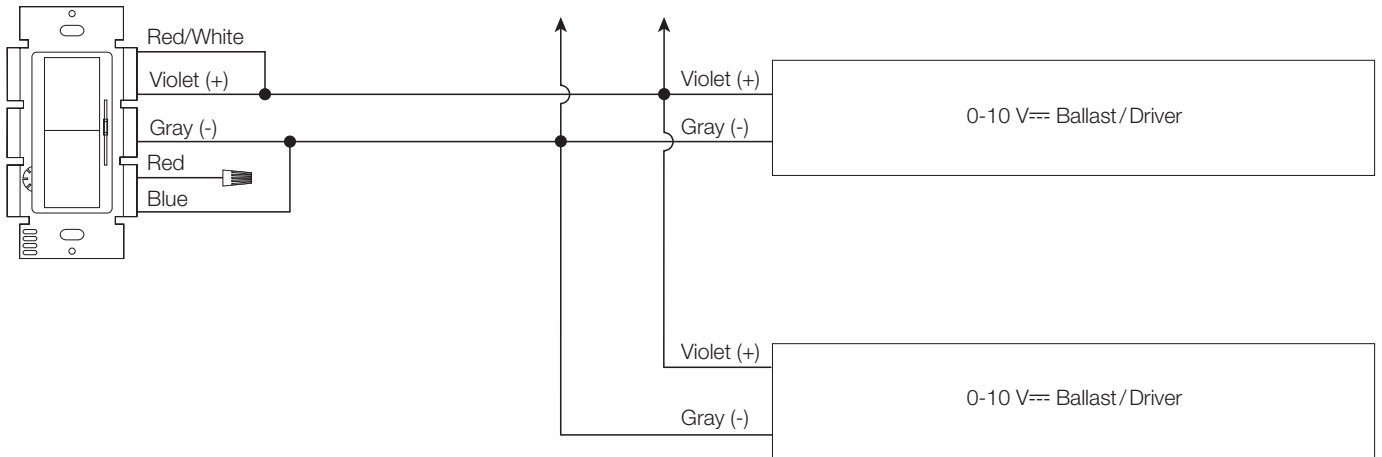 Red/White
Violet (+)
Gray (-)
Red
Blue
Violet (+)
Gray (-)
0-10 V⎓ Ballast/Driver
Violet (+)
Gray (-)
0-10 V⎓ Ballast/Driver